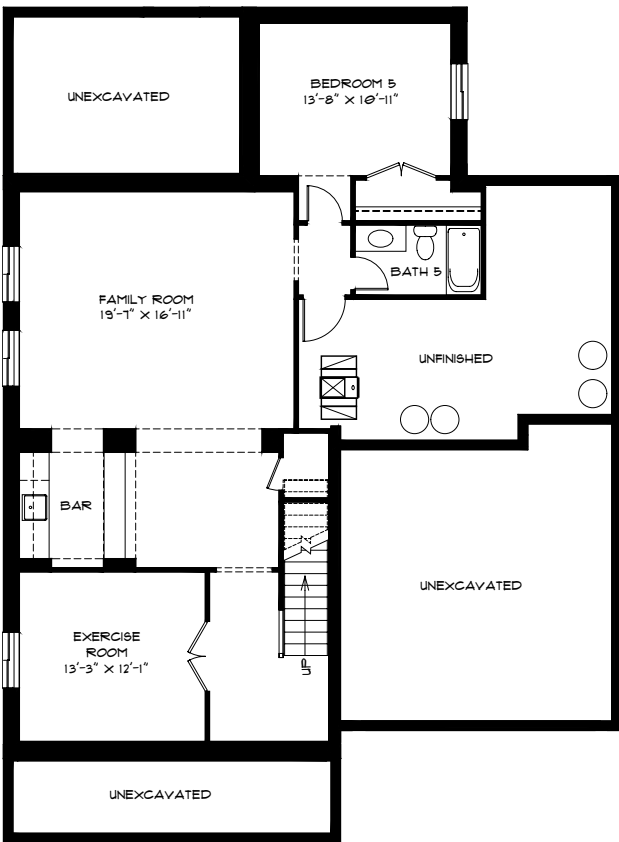 UNEXCAVATED
BEDROOM 5
13'-8" X 10'-11"
BATH 5
FAMILY ROOM
19'-7" X 16'-11"
UNFINISHED
BAR
UNEXCAVATED
EXERCISE
ROOM
13'-3" X 12'-1"
UP
UNEXCAVATED